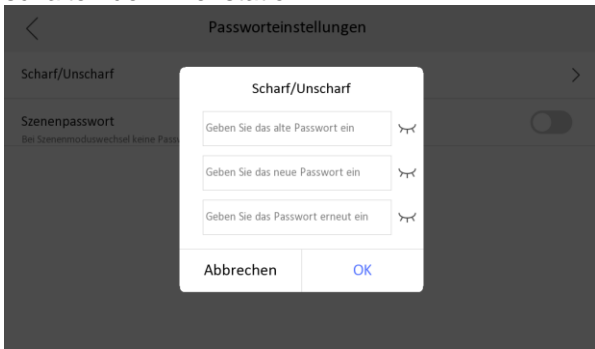 Passworteinstellungen
Scharf/Unscharf
Scharf/Unscharf
Geben Sie das alte Passwort ein
Szenenpasswort
Bei Szenenmoduswechsel keine
Geben Sie das neue Passwort ein
Geben Sie das Passwort erneut ein
Abbrechen
OK